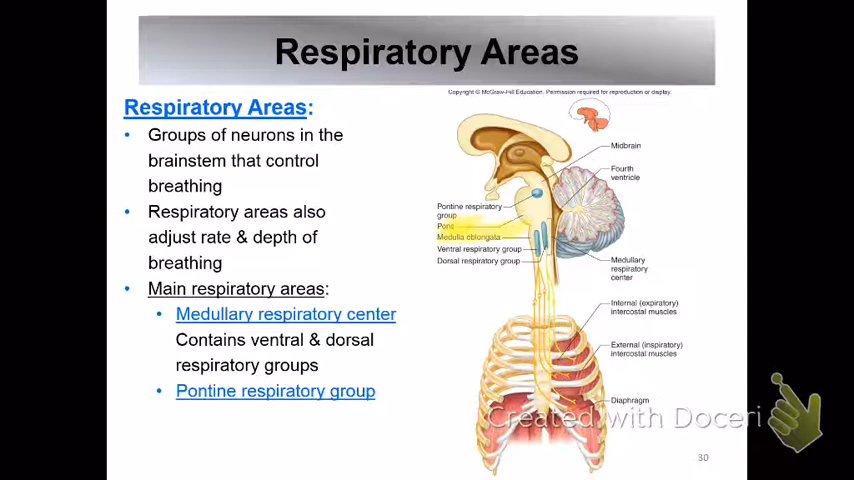 Respiratory Areas
Copyright © McGraw-Hill Education. Permission required for reproduction or display.
Respiratory Areas:
• Groups of neurons in the
brainstem that control
breathing
• Respiratory areas also
adjust rate & depth of
breathing
• Main respiratory areas:
• Medullary respiratory center
Contains ventral & dorsal
respiratory groups
• Pontine respiratory group
Midbrain
Fourth
ventricle
Pontine respiratory
group
Pons
Medulla oblongata
Ventral respiratory group
Dorsal respiratory group
Medullary
respiratory
center
Internal (expiratory)
intercostal muscles
External (inspiratory)
intercostal muscles
Diaphragm
Created with Doceri
30